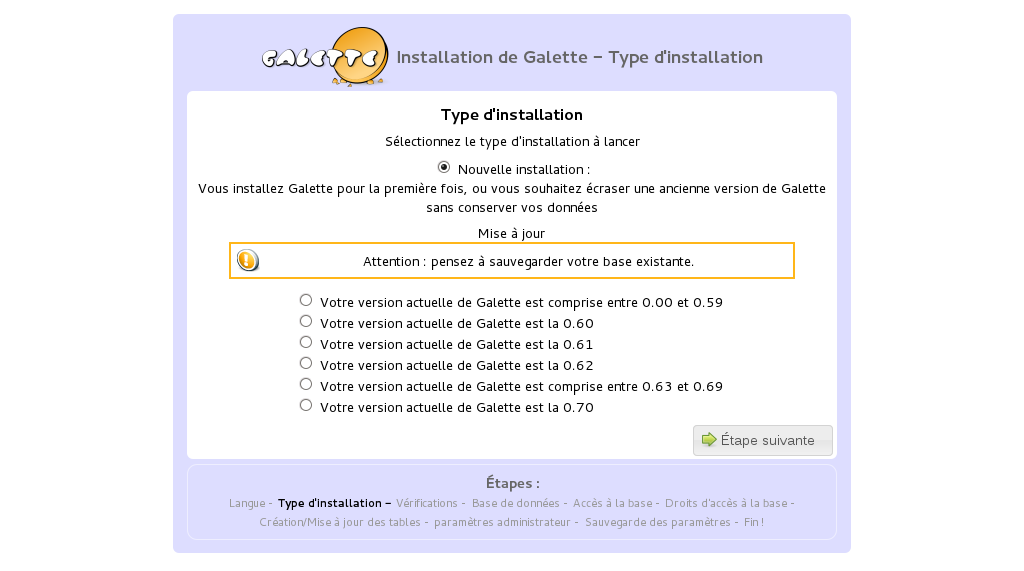 GALETTE
Installation de Galette - Type d'installation
Type d'installation
Sélectionnez le type d'installation à lancer
Nouvelle installation :
Vous installez Galette pour la première fois, ou vous souhaitez écraser une ancienne version de Galette
sans conserver vos données
Mise à jour
Attention : pensez à sauvegarder votre base existante.
Votre version actuelle de Galette est comprise entre 0.00 et 0.59
Votre version actuelle de Galette est la 0.60
Votre version actuelle de Galette est la 0.61
Votre version actuelle de Galette est la 0.62
Votre version actuelle de Galette est comprise entre 0.63 et 0.69
Votre version actuelle de Galette est la 0.70
Étape suivante
Étapes :
Langue - Type d'installation - Vérifications - Base de données - Accès à la base - Droits d'accès à la base -
Création/Mise à jour des tables - paramètres administrateur - Sauvegarde des paramètres - Fin !